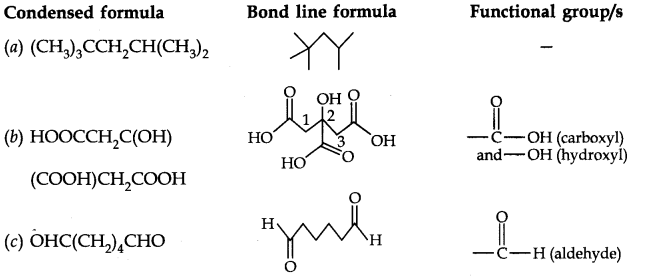 Condensed formula Bond line formula Functional group/s
(a) (CH₃)₃CCH₂CH(CH₃)₂ –
(b) HOOCCH₂C(OH) HO O 1 OH 2 HO O 3 O OH O –C–OH (carboxyl)
and –OH (hydroxyl)
(COOH)CH₂COOH
(c) OHC(CH₂)₄CHO H O O H O –C–H (aldehyde)